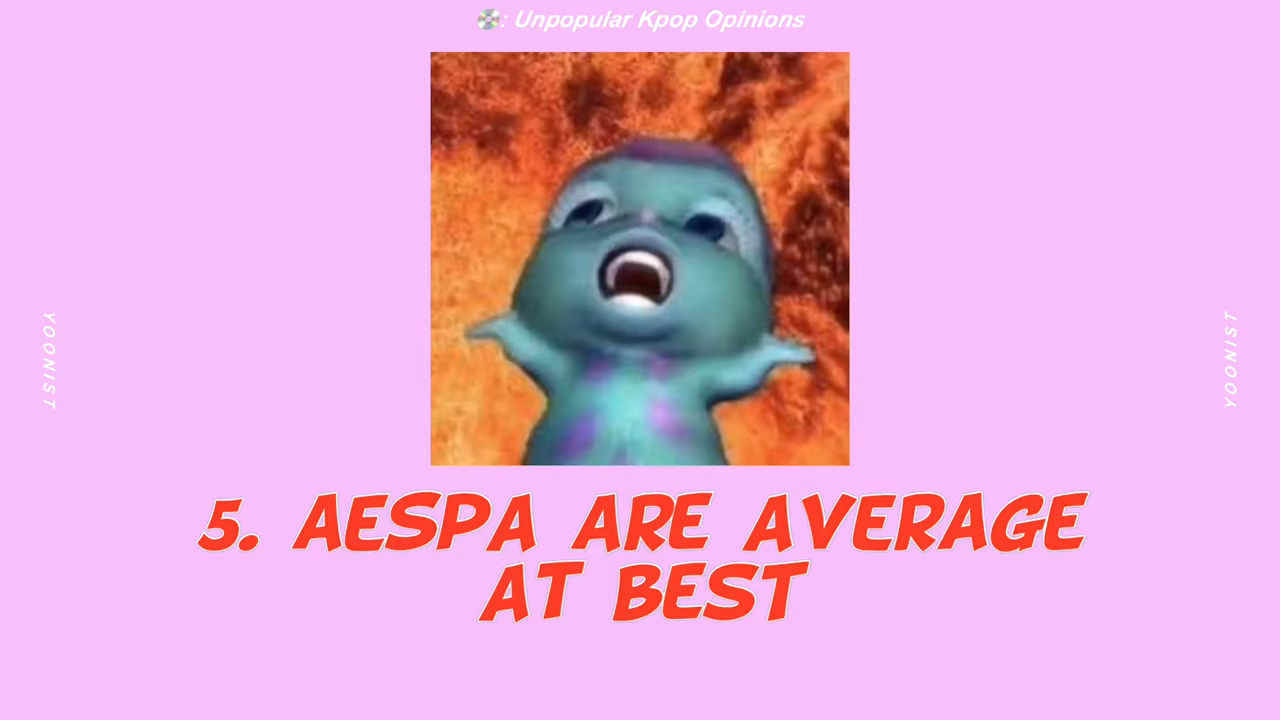 💿: Unpopular Kpop Opinions
YOONIST
YOONIST
5. AESPA ARE AVERAGE
AT BEST